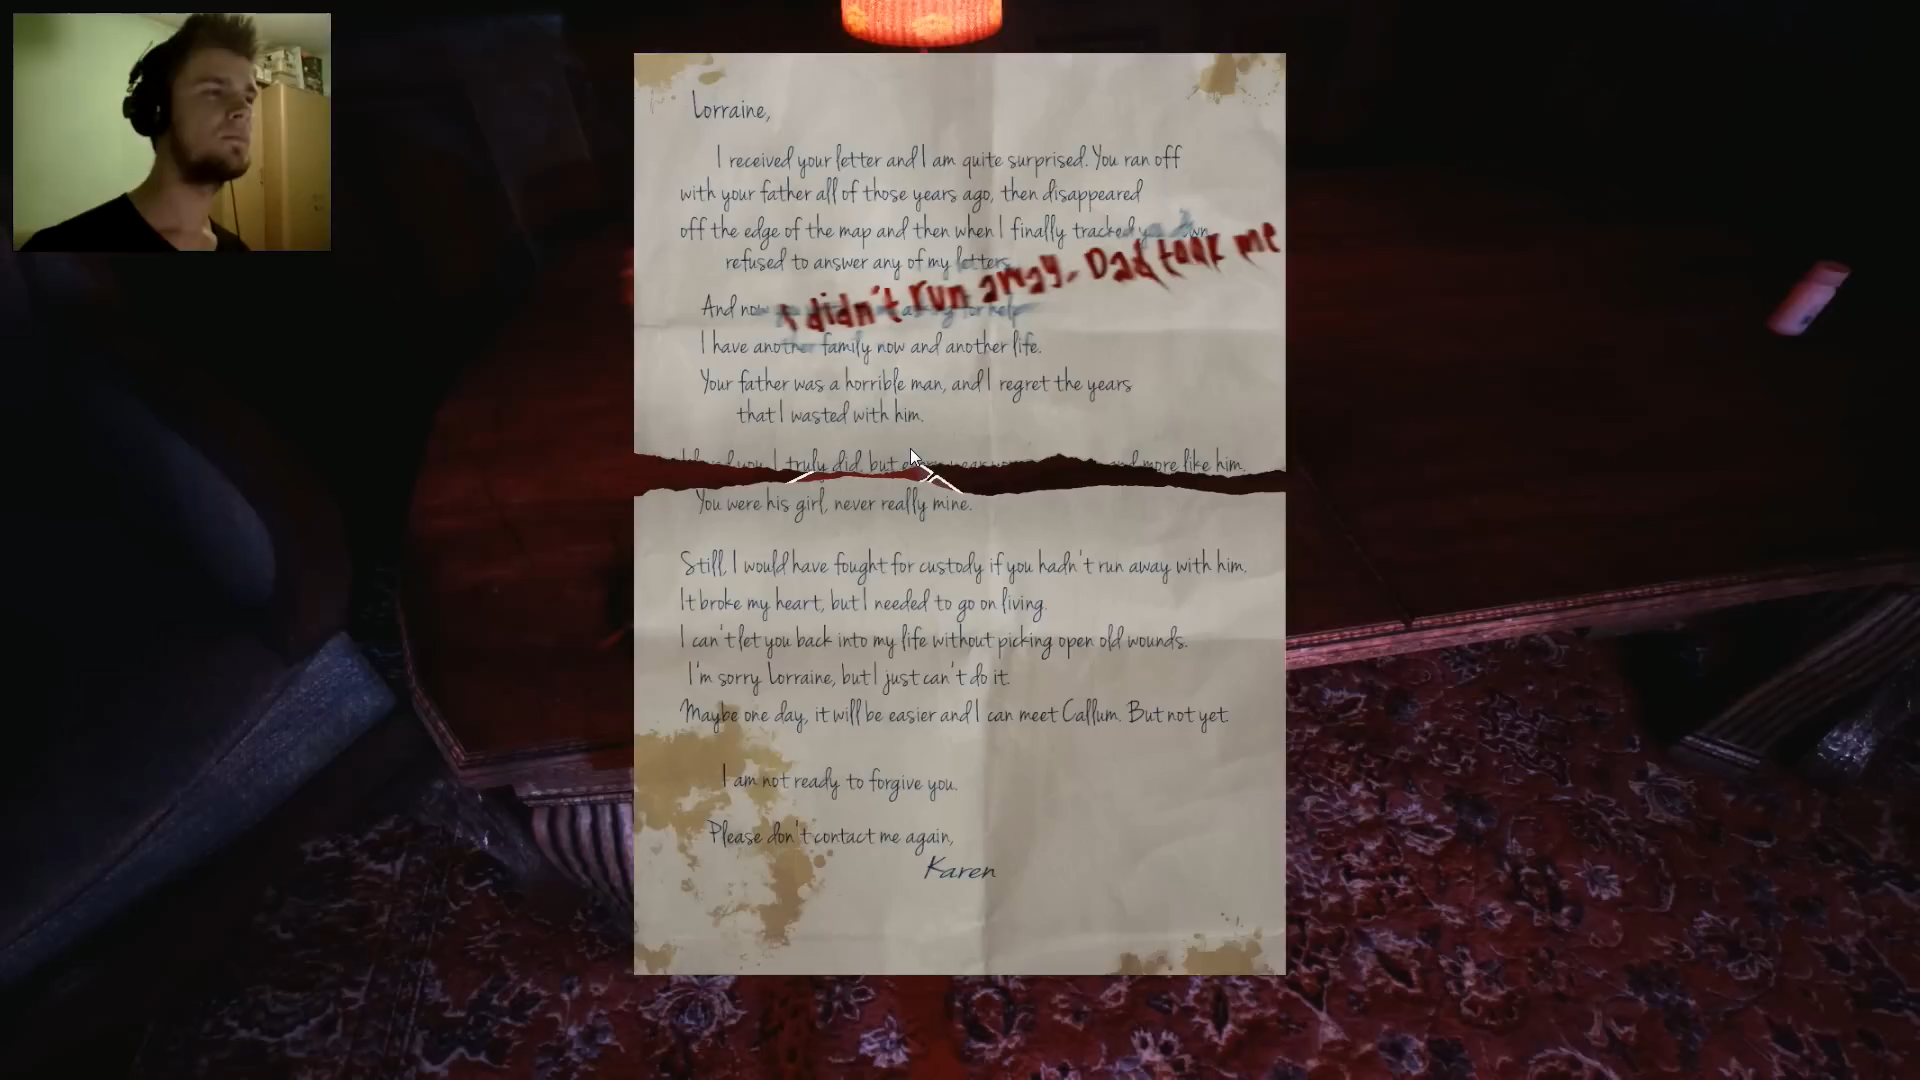 Lorraine,
I received your letter and I am quite surprised. You ran off
with your father all of those years ago, then disappeared
off the edge of the map and then when I finally tracked
refused to answer any of my letters
I didn't run away. Dad took me
And now
I have another family now and another life.
Your father was a horrible man, and I regret the years
that I wasted with him.
you, I truly did, but more like him.
You were his girl, never really mine.
Still, I would have fought for custody if you hadn't run away with him.
It broke my heart, but I needed to go on living.
I can't let you back into my life without picking open old wounds.
I'm sorry Lorraine, but I just can't do it.
Maybe one day, it will be easier and I can meet Callum. But not yet.
I am not ready to forgive you.
Please don't contact me again,
Karen